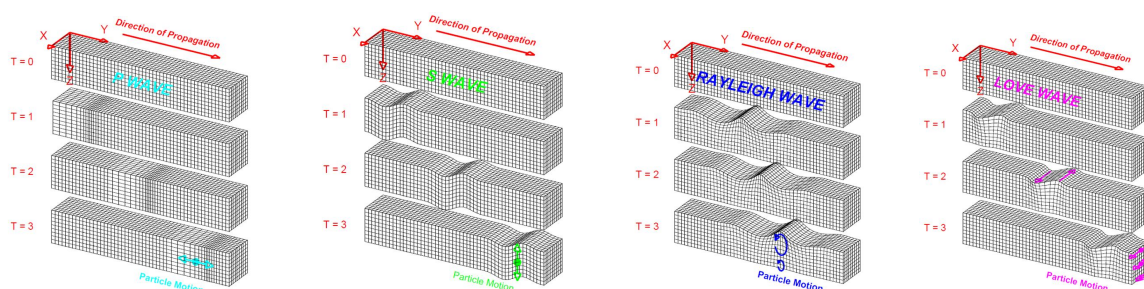 Direction of Propagation
X
Y
Z
T = 0
P WAVE
T = 1
T = 2
T = 3
Particle Motion
Direction of Propagation
X
Y
Z
T = 0
S WAVE
T = 1
T = 2
T = 3
Particle Motion
Direction of Propagation
X
Y
Z
T = 0
RAYLEIGH WAVE
T = 1
T = 2
T = 3
Particle Motion
Direction of Propagation
X
Y
Z
T = 0
LOVE WAVE
T = 1
T = 2
T = 3
Particle Motion